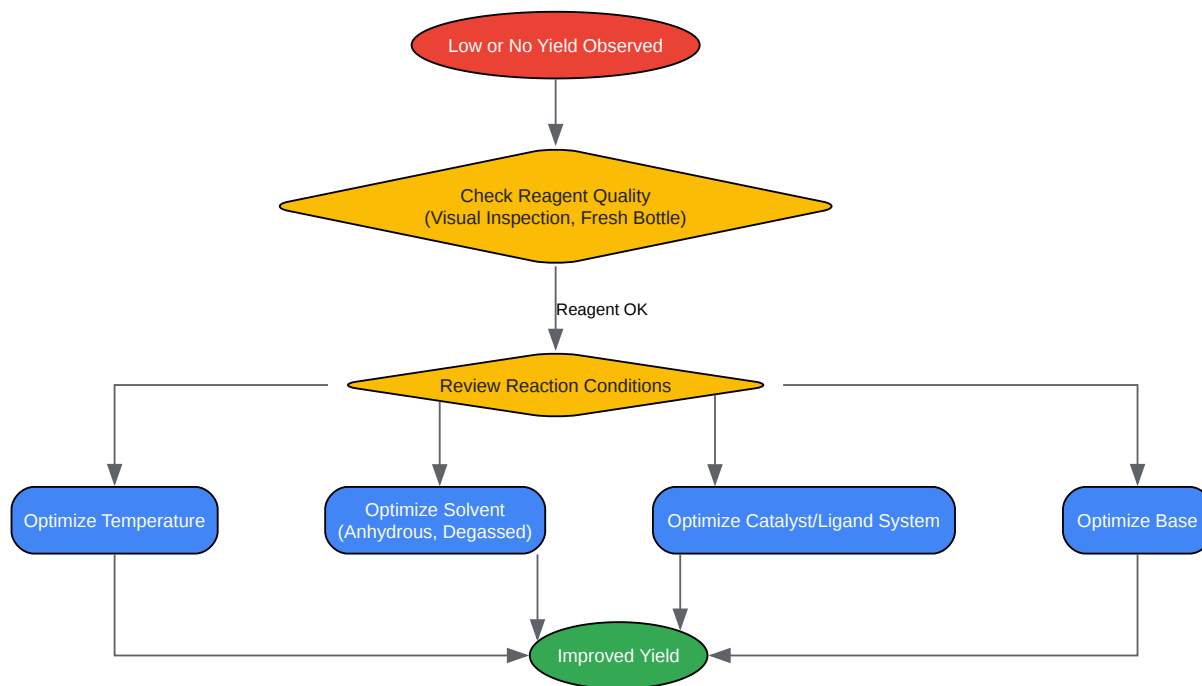 Low or No Yield Observed
Check Reagent Quality
(Visual Inspection, Fresh Bottle)
Reagent OK
Review Reaction Conditions
Optimize Temperature
Optimize Solvent
(Anhydrous, Degassed)
Optimize Catalyst/Ligand System
Optimize Base
Improved Yield